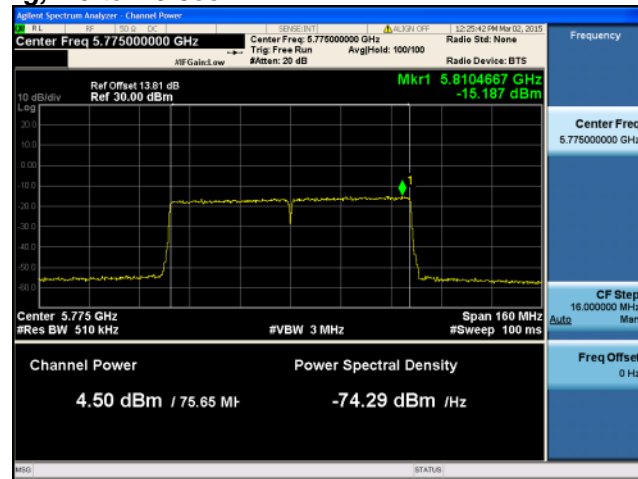 Agilent Spectrum Analyzer - Channel Power
RL RF 50 Ω DC SENSE:INT ALIGN OFF 12:25:42 PM Mar 02, 2015
Center Freq 5.775000000 GHz
Center Freq: 5.775000000 GHz
Radio Std: None
Trig: Free Run Avg|Hold: 100/100
#IFGain:Low #Atten: 20 dB Radio Device: BTS
Frequency
Ref Offset 13.81 dB
Mkr1 5.8104667 GHz
10 dB/div Ref 30.00 dBm -15.187 dBm
Log
20.0
10.0
0.00
-10.0
-20.0
-30.0
-40.0
-50.0
-60.0
1
Center Freq
5.775000000 GHz
Center 5.775 GHz Span 160 MHz
#Res BW 510 kHz #VBW 3 MHz #Sweep 100 ms
CF Step
16.000000 MHz
Auto Man
Channel Power Power Spectral Density
4.50 dBm / 75.65 MH -74.29 dBm /Hz
Freq Offset
0 Hz
MSG STATUS